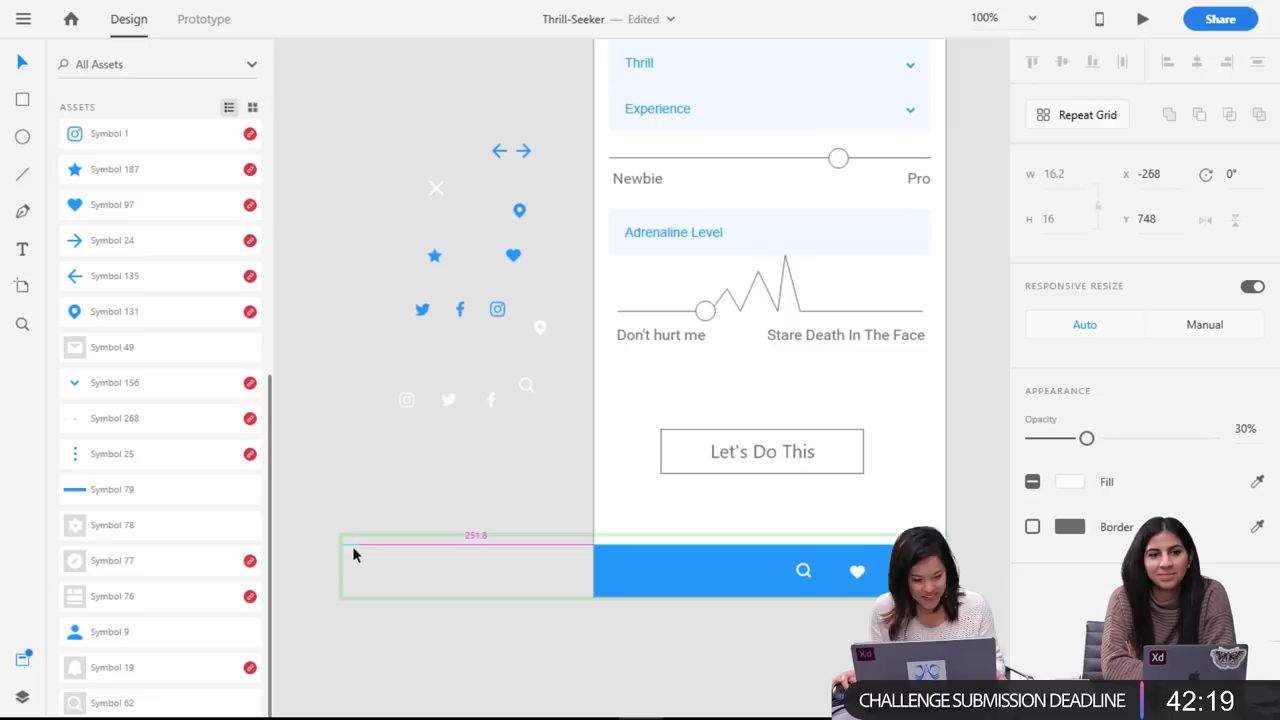 Design
Prototype
Thrill-Seeker — Edited
100%
Share
All Assets
ASSETS
Symbol 1
Symbol 187
Symbol 97
Symbol 24
Symbol 135
Symbol 131
Symbol 49
Symbol 156
Symbol 268
Symbol 25
Symbol 79
Symbol 78
Symbol 77
Symbol 76
Symbol 9
Symbol 19
Symbol 62
Thrill
Experience
Newbie
Pro
Adrenaline Level
Don't hurt me
Stare Death In The Face
Let's Do This
251.8
Repeat Grid
W 16.2
X -268
0°
H 16
Y 748
RESPONSIVE RESIZE
Auto
Manual
APPEARANCE
Opacity
30%
Fill
Border
Xd
Xd
CHALLENGE SUBMISSION DEADLINE
42:19